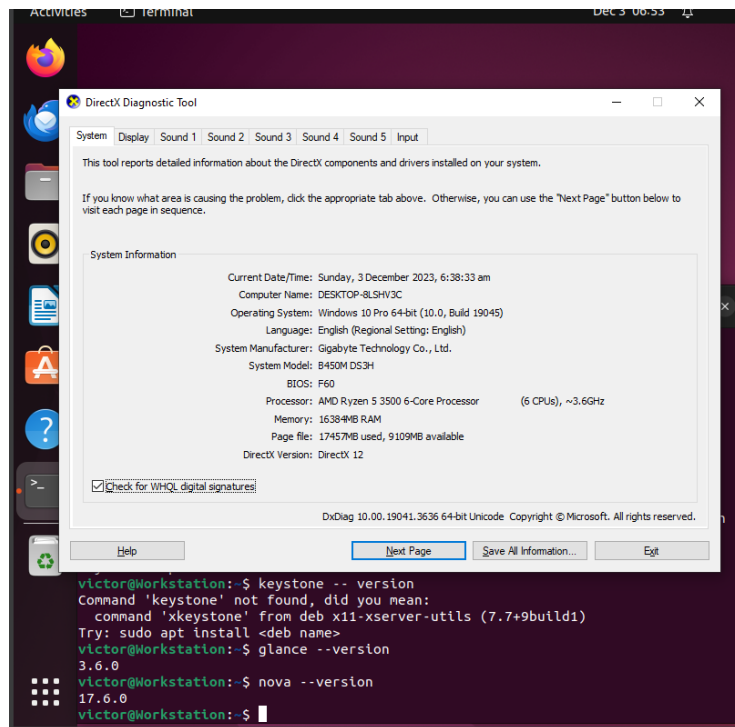 Activities
Terminal
Dec 3 06:53
DirectX Diagnostic Tool
System Display Sound 1 Sound 2 Sound 3 Sound 4 Sound 5 Input
This tool reports detailed information about the DirectX components and drivers installed on your system.
If you know what area is causing the problem, click the appropriate tab above. Otherwise, you can use the "Next Page" button below to
visit each page in sequence.
System Information
Current Date/Time: Sunday, 3 December 2023, 6:38:33 am
Computer Name: DESKTOP-8LSHV3C
Operating System: Windows 10 Pro 64-bit (10.0, Build 19045)
Language: English (Regional Setting: English)
System Manufacturer: Gigabyte Technology Co., Ltd.
System Model: B450M DS3H
BIOS: F60
Processor: AMD Ryzen 5 3500 6-Core Processor (6 CPUs), ~3.6GHz
Memory: 16384MB RAM
Page file: 17457MB used, 9109MB available
DirectX Version: DirectX 12
Check for WHQL digital signatures
DxDiag 10.00.19041.3636 64-bit Unicode Copyright © Microsoft. All rights reserved.
Help Next Page Save All Information... Exit
victor@Workstation:~$ keystone -- version
Command 'keystone' not found, did you mean:
command 'xkeystone' from deb x11-xserver-utils (7.7+9build1)
Try: sudo apt install <deb name>
victor@Workstation:~$ glance --version
3.6.0
victor@Workstation:~$ nova --version
17.6.0
victor@Workstation:~$